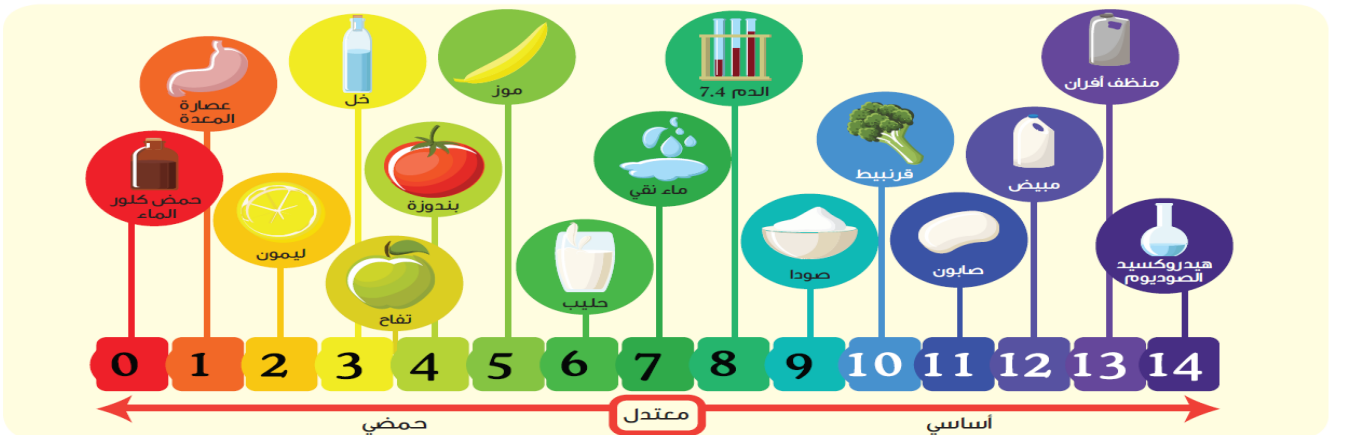 عصارة
المعدة
خل
موز
الدم 7.4
منظف أفران
حمض كلور
الماء
ليمون
بندوزة
ماء نقي
قرنبيط
مبيض
تفاح
حليب
صودا
صابون
هيدروكسيد
الصوديوم
0 1 2 3 4 5 6 7 8 9 10 11 12 13 14
حمضي
معتدل
أساسي